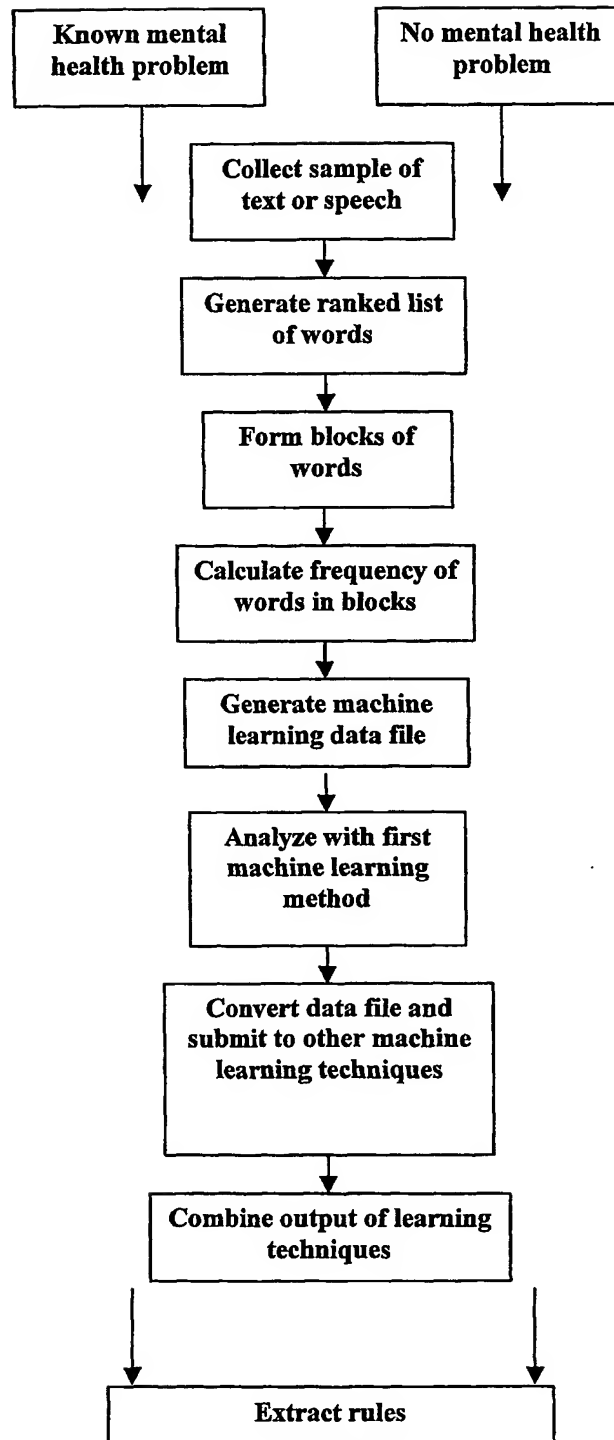 Known mental
health problem
No mental health
problem
Collect sample of
text or speech
Generate ranked list
of words
Form blocks of
words
Calculate frequency of
words in blocks
Generate machine
learning data file
Analyze with first
machine learning
method
Convert data file and
submit to other machine
learning techniques
Combine output of learning
techniques
Extract rules